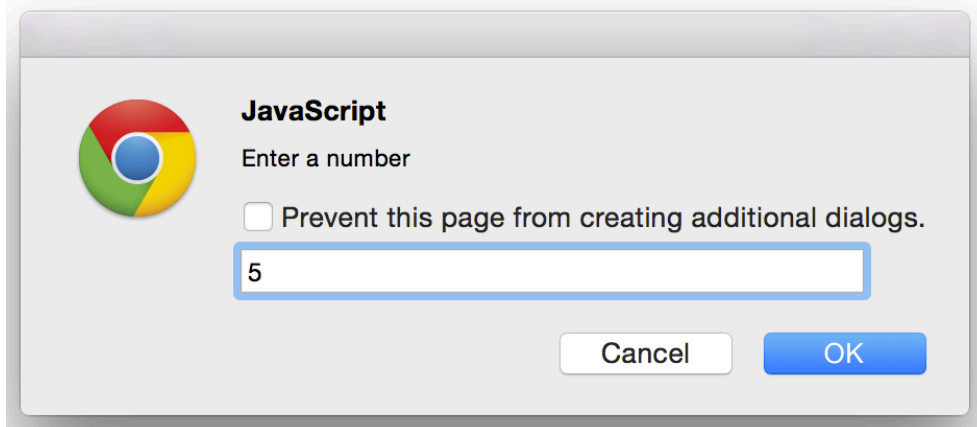 JavaScript
Enter a number
Prevent this page from creating additional dialogs.
5
Cancel OK